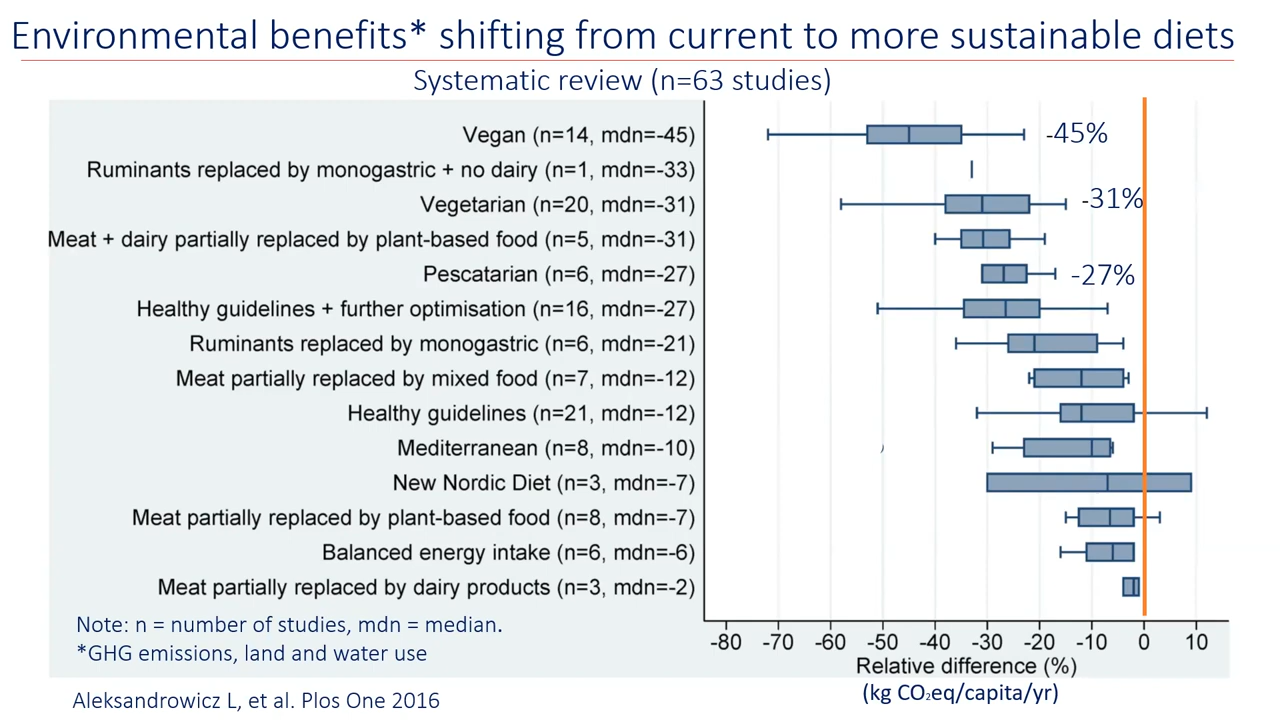 Environmental benefits* shifting from current to more sustainable diets
Systematic review (n=63 studies)
Vegan (n=14, mdn=-45)
-45%
Ruminants replaced by monogastric + no dairy (n=1, mdn=-33)
Vegetarian (n=20, mdn=-31)
-31%
Meat + dairy partially replaced by plant-based food (n=5, mdn=-31)
Pescatarian (n=6, mdn=-27)
-27%
Healthy guidelines + further optimisation (n=16, mdn=-27)
Ruminants replaced by monogastric (n=6, mdn=-21)
Meat partially replaced by mixed food (n=7, mdn=-12)
Healthy guidelines (n=21, mdn=-12)
Mediterranean (n=8, mdn=-10)
New Nordic Diet (n=3, mdn=-7)
Meat partially replaced by plant-based food (n=8, mdn=-7)
Balanced energy intake (n=6, mdn=-6)
Meat partially replaced by dairy products (n=3, mdn=-2)
-80 -70 -60 -50 -40 -30 -20 -10 0 10
Relative difference (%)
(kg CO₂eq/capita/yr)
Note: n = number of studies, mdn = median.
*GHG emissions, land and water use
Aleksandrowicz L, et al. Plos One 2016